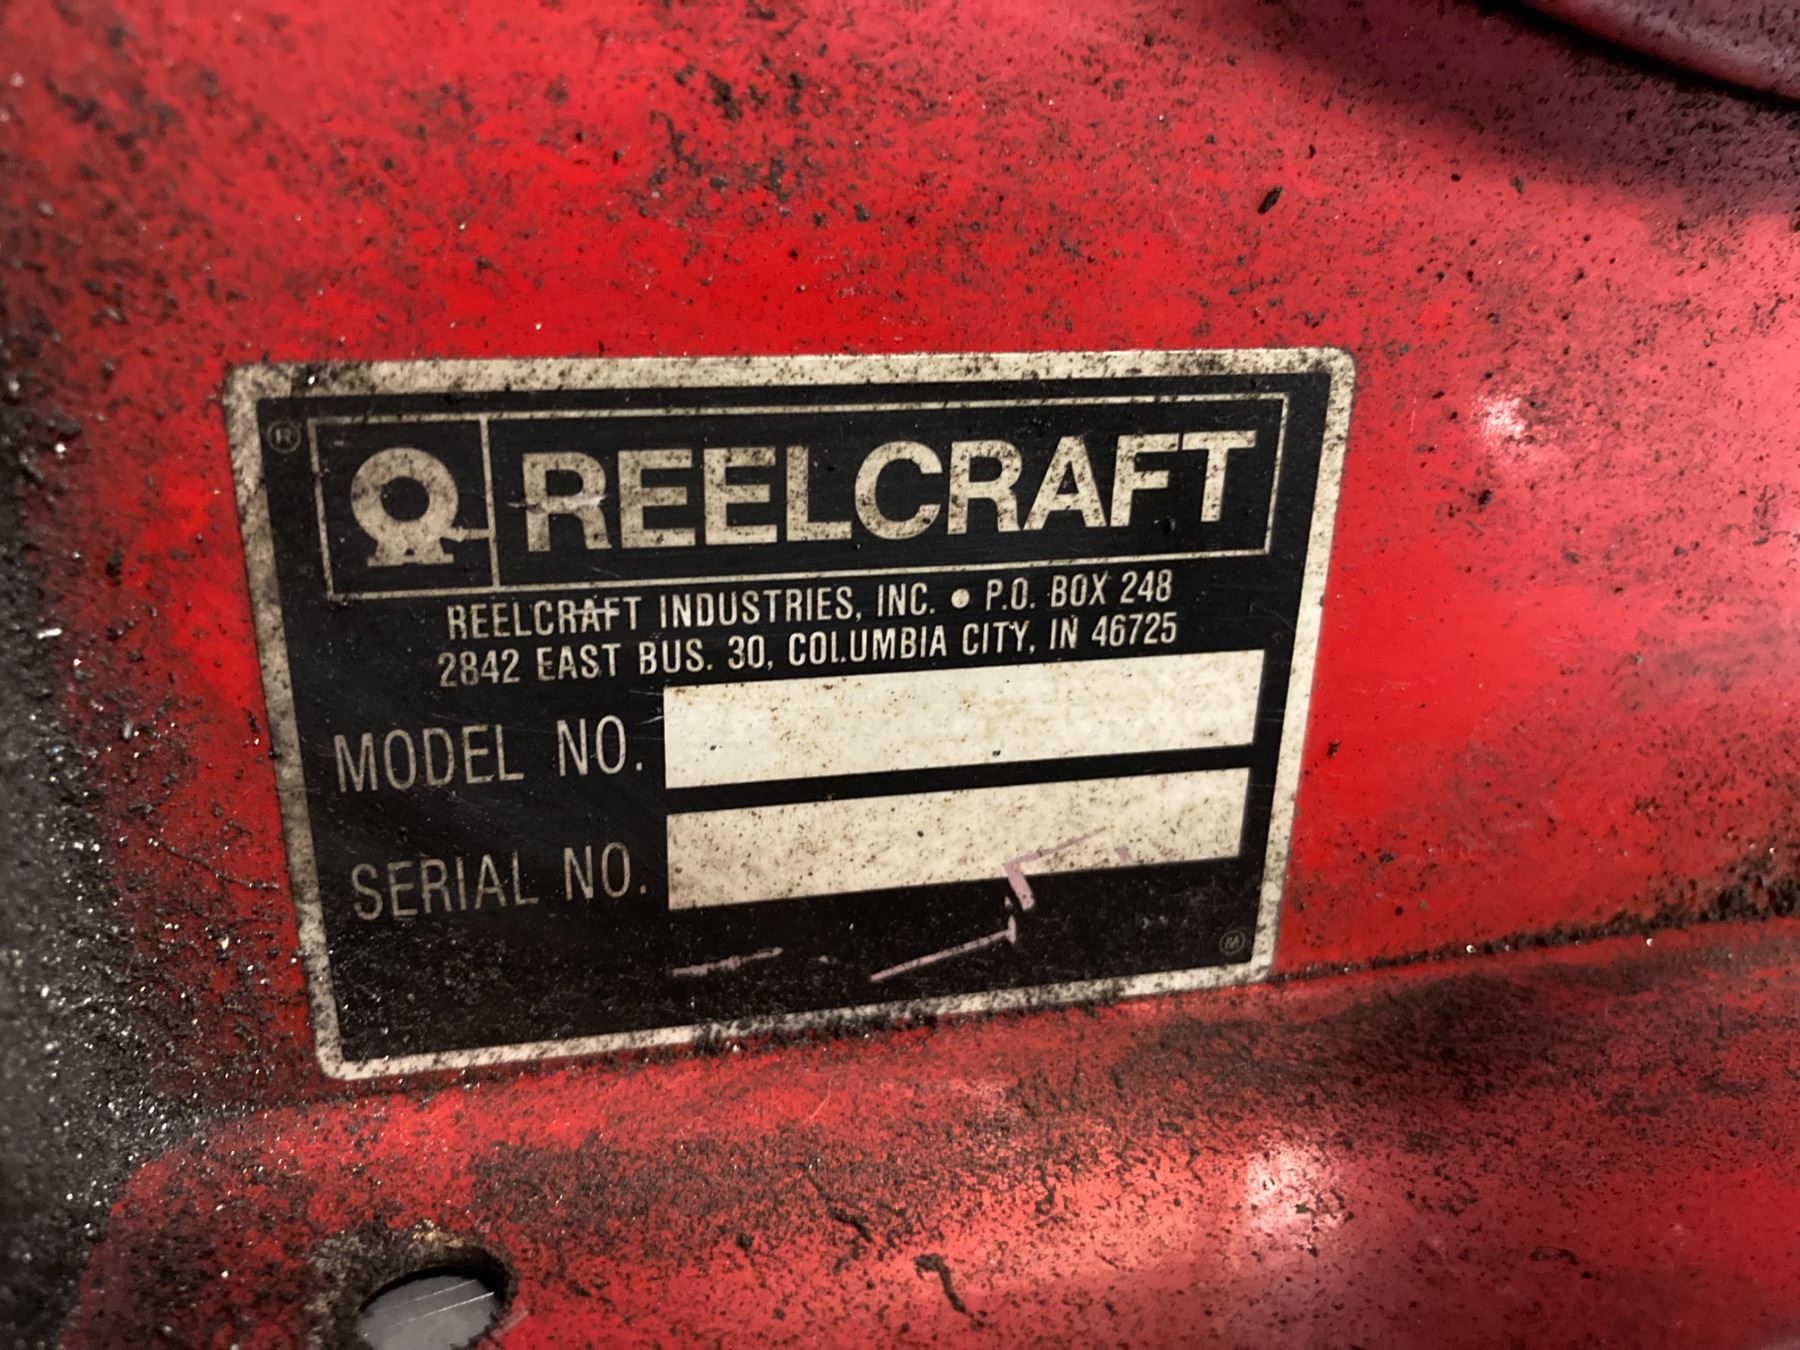 ®
REELCRAFT
REELCRAFT INDUSTRIES, INC. • P.O. BOX 248
2842 EAST BUS. 30, COLUMBIA CITY, IN 46725
MODEL NO.
SERIAL NO.